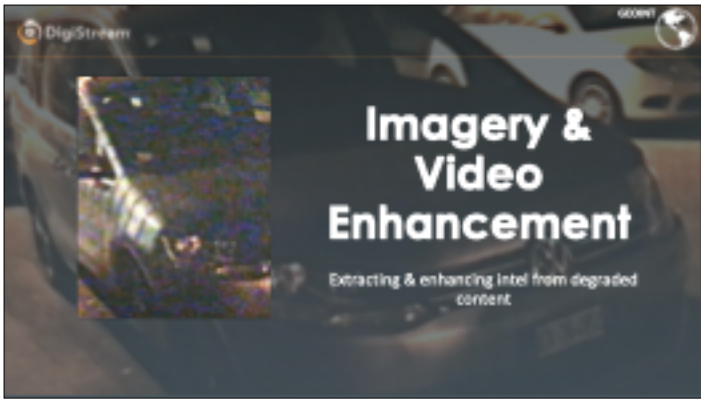 DigiStream
GEOINT
Imagery &
Video
Enhancement
Extracting & enhancing intel from degraded
content